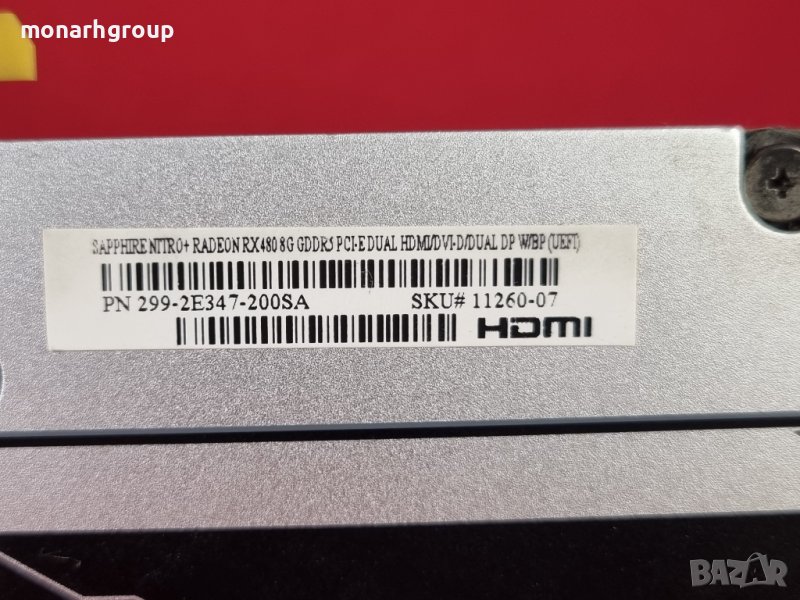 monarhgroup
SAPPHIRE NITRO+ RADEON RX480 8G GDDR5 PCI-E DUAL HDMI/DVI-D/DUAL DP W/BP (UEFI)
PN 299-2E347-200SA SKU# 11260-07
HDMI
BAZAR